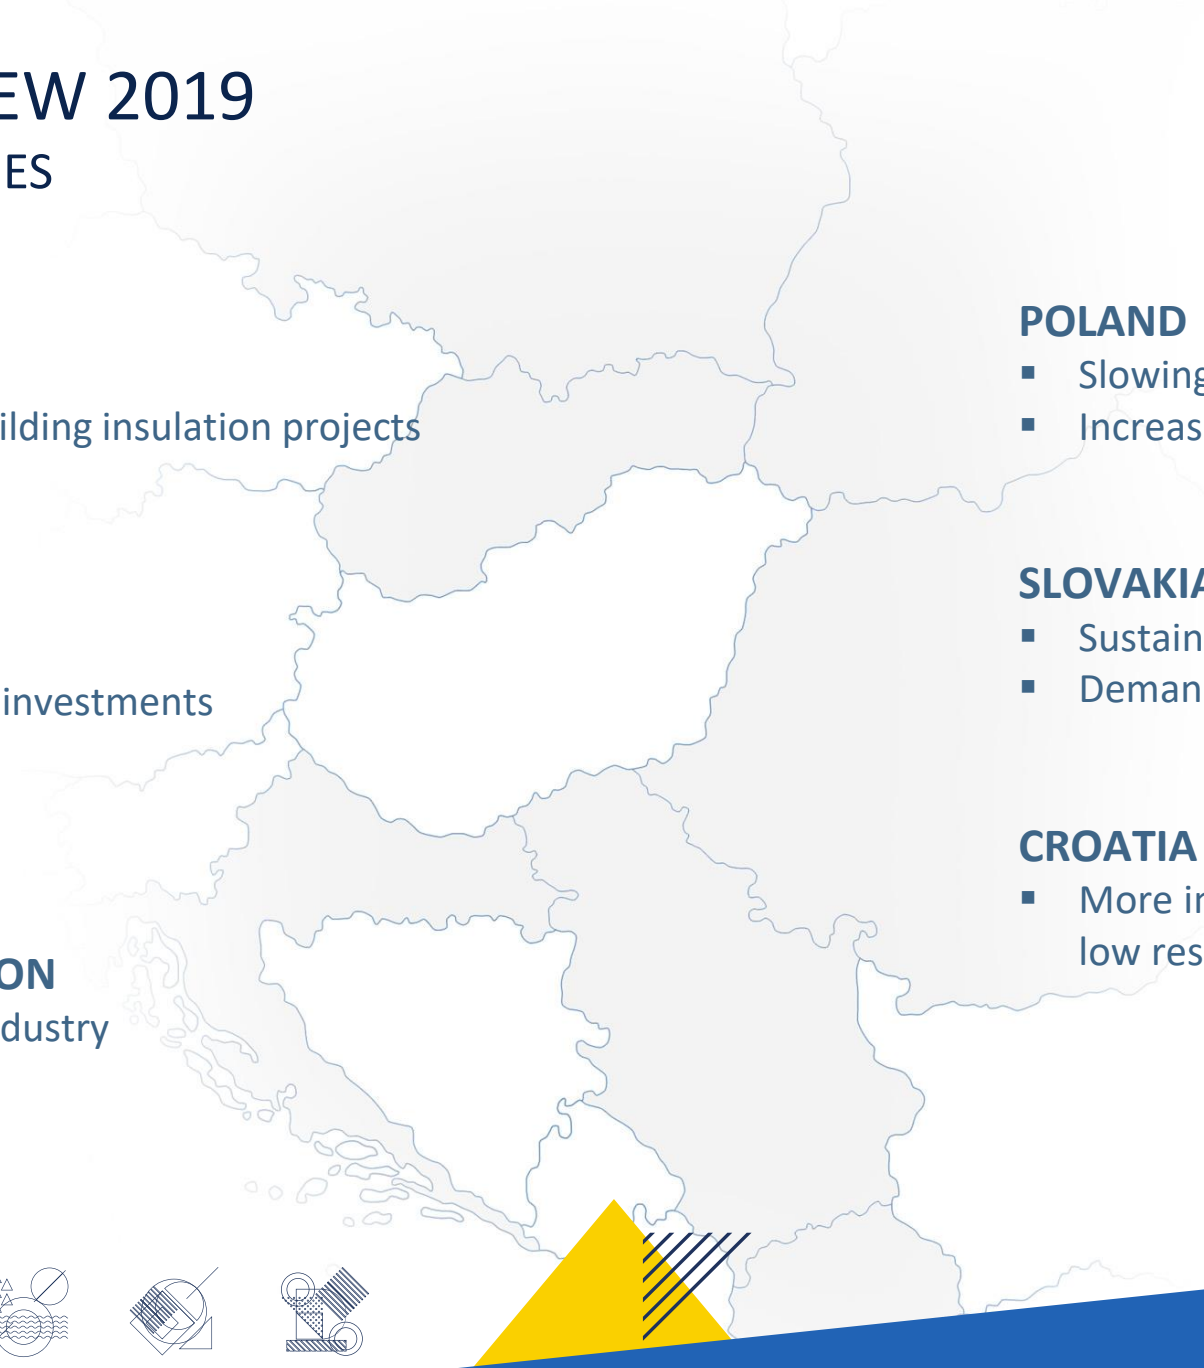 EW 2019
ES
ilding insulation projects
investments
ON
dustry
POLAND
Slowing
Increas
SLOVAKIA
Sustain
Deman
CROATIA
More in
low res